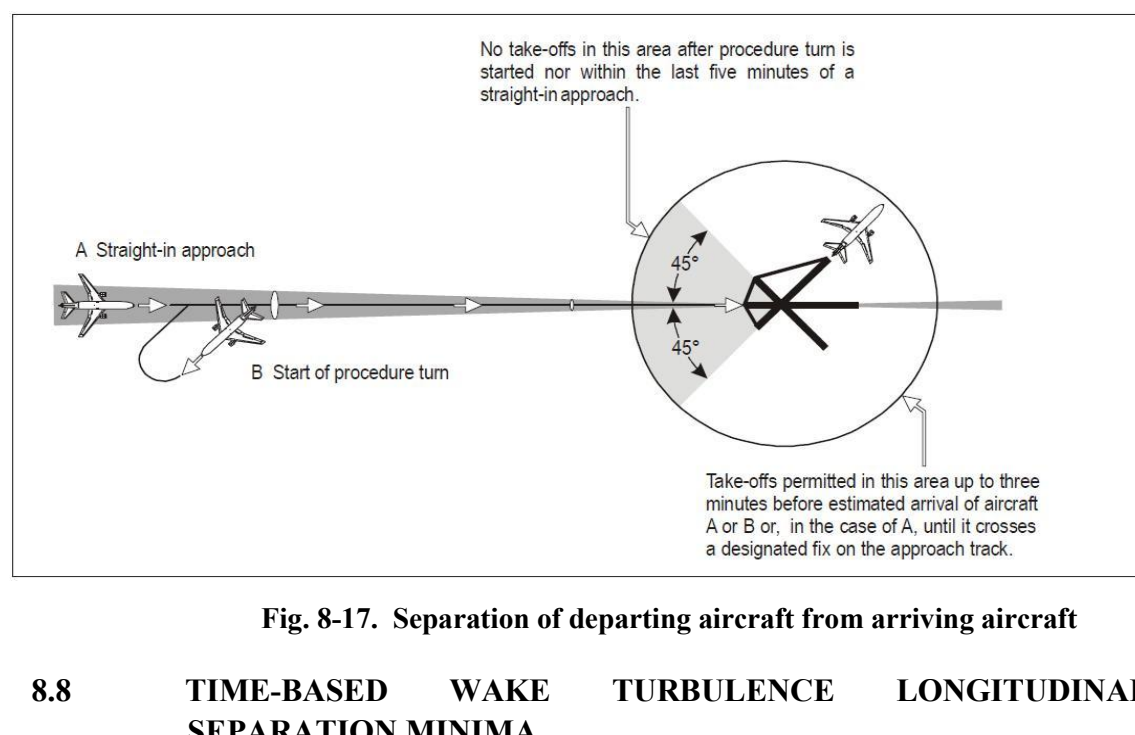 No take-offs in this area after procedure turn is
started nor within the last five minutes of a
straight-in approach.
A Straight-in approach
45°
45°
B Start of procedure turn
Take-offs permitted in this area up to three
minutes before estimated arrival of aircraft
A or B or, in the case of A, until it crosses
a designated fix on the approach track.
Fig. 8-17. Separation of departing aircraft from arriving aircraft
8.8 TIME-BASED WAKE TURBULENCE LONGITUDINAL
SEPARATION MINIMA